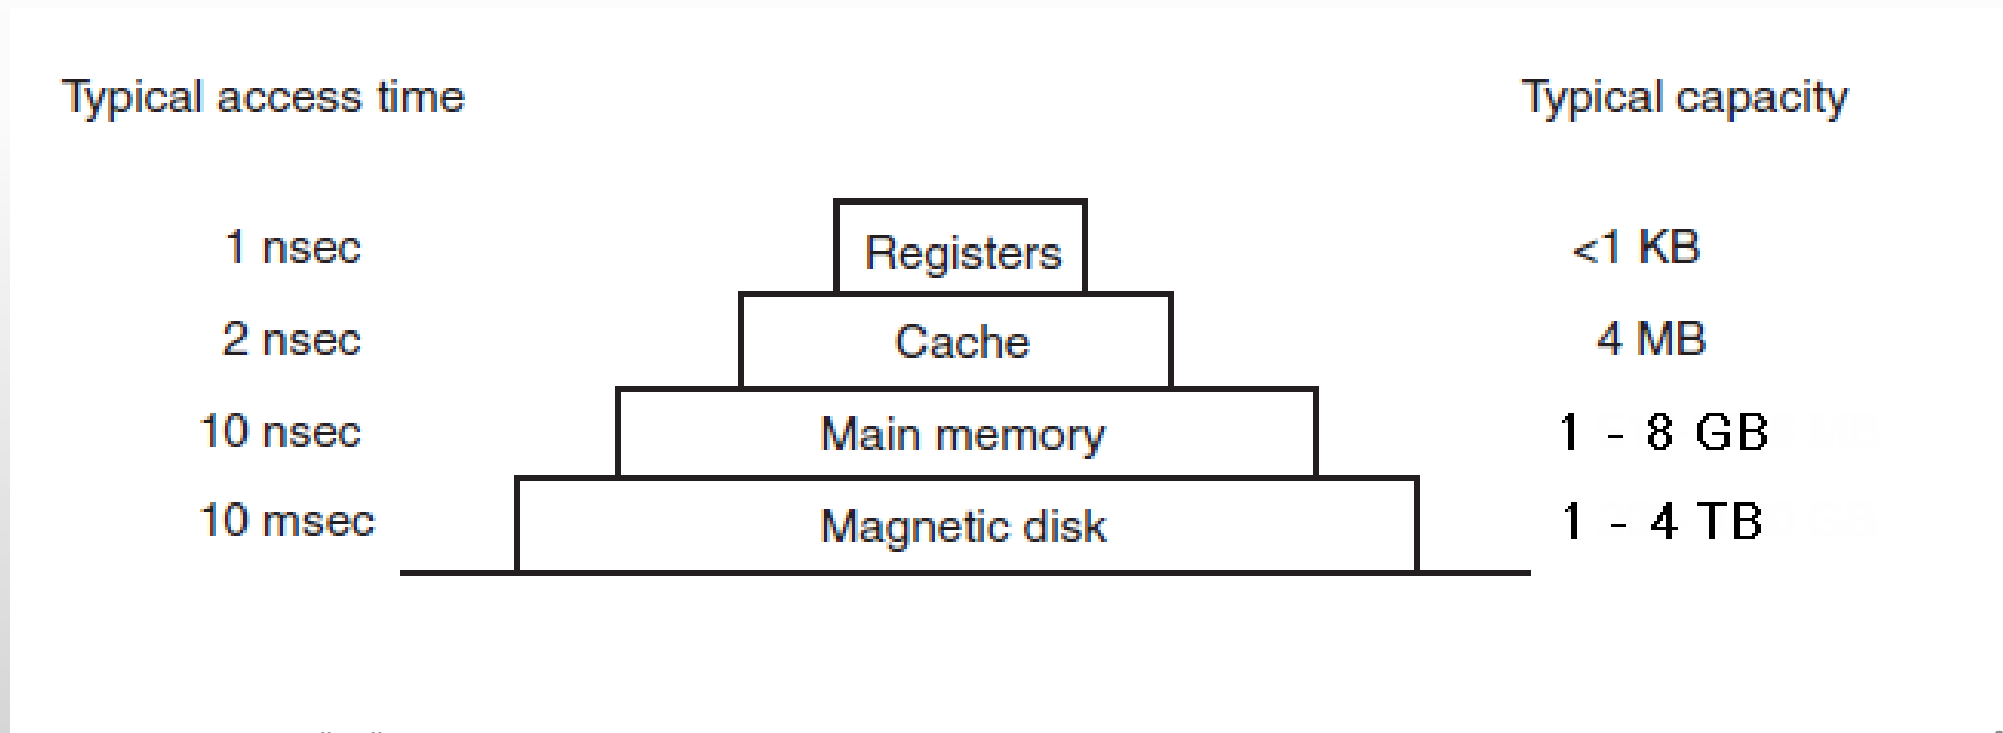 Typical access time Typical capacity
1 nsec Registers <1 KB
2 nsec Cache 4 MB
10 nsec Main memory 1 - 8 GB
10 msec Magnetic disk 1 - 4 TB